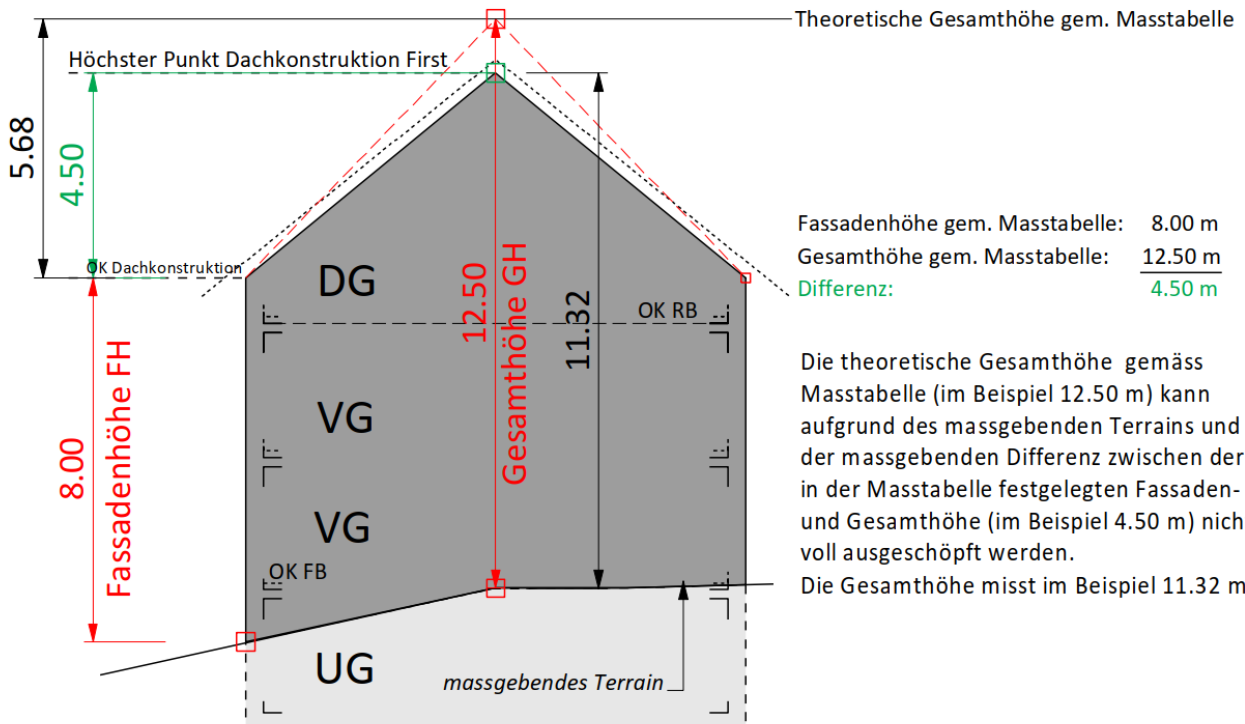 Theoretische Gesamthöhe gem. Masstabelle
Höchster Punkt Dachkonstruktion First
5.68
4.50
OK Dachkonstruktion
8.00
Fassadenhöhe FH
DG
VG
VG
UG
OK FB
OK RB
12.50
Gesamthöhe GH
11.32
massgebendes Terrain
Fassadenhöhe gem. Masstabelle: 8.00 m
Gesamthöhe gem. Masstabelle: 12.50 m
Differenz: 4.50 m
Die theoretische Gesamthöhe gemäss
Masstabelle (im Beispiel 12.50 m) kann
aufgrund des massgebenden Terrains und
der massgebenden Differenz zwischen der
in der Masstabelle festgelegten Fassaden-
und Gesamthöhe (im Beispiel 4.50 m) nich
voll ausgeschöpft werden.
Die Gesamthöhe misst im Beispiel 11.32 m